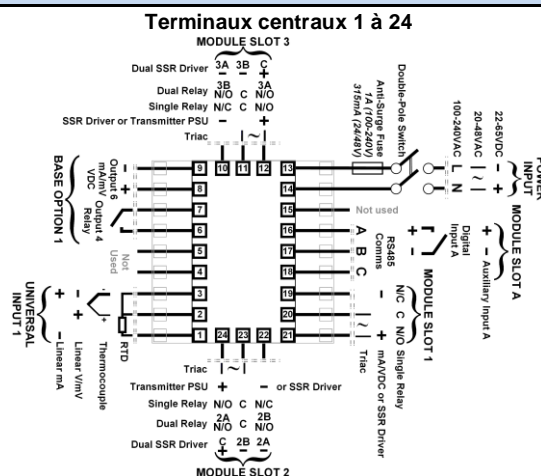 Terminaux centraux 1 à 24
MODULE SLOT 3
Dual SSR Driver 3A 3B C
− − +
Dual Relay 3B N/O C 3A N/O
Single Relay N/C C N/O
SSR Driver or Transmitter PSU − +
Triac | ~ |
BASE OPTION 1
Output 6 mA/mV VDC
− +
Output 4 Relay
Not Used
UNIVERSAL INPUT 1
RTD
+
Thermocouple
− + Linear V/mV
+ − Linear mA
9
8
7
6
5
4
3
2
1
10 11 12
13
14
15
16
17
18
19
20
21
24 23 22
Anti-Surge Fuse
1A (100-240V)
315mA (24/48V)
Double-Pole Switch
L
N
100-240VAC
20-48VAC
| ~ |
22-65VDC
− +
POWER INPUT
Not used
A
B
C
RS485 Comms
Digital Input A
+ − Auxiliary Input A
MODULE SLOT A
− + mA/VDC or SSR Driver
N/C C N/O Single Relay
| ~ | Triac
MODULE SLOT 1
Triac | ~ |
Transmitter PSU + − or SSR Driver
Single Relay N/O C N/C
Dual Relay 2A N/O C 2B N/O
Dual SSR Driver C 2B 2A
+ − −
MODULE SLOT 2